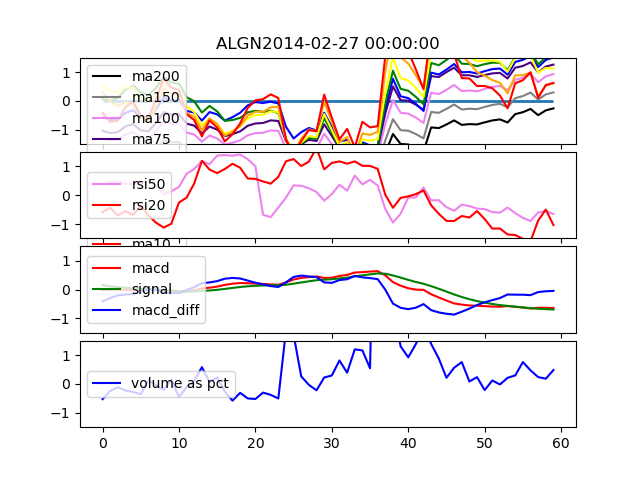 ALGN2014-02-27 00:00:00
1
0
−1
ma200
ma150
ma100
ma75
1
0
−1
rsi50
rsi20
ma10
1
0
−1
macd
signal
macd_diff
1
0
−1
volume as pct
0 10 20 30 40 50 60